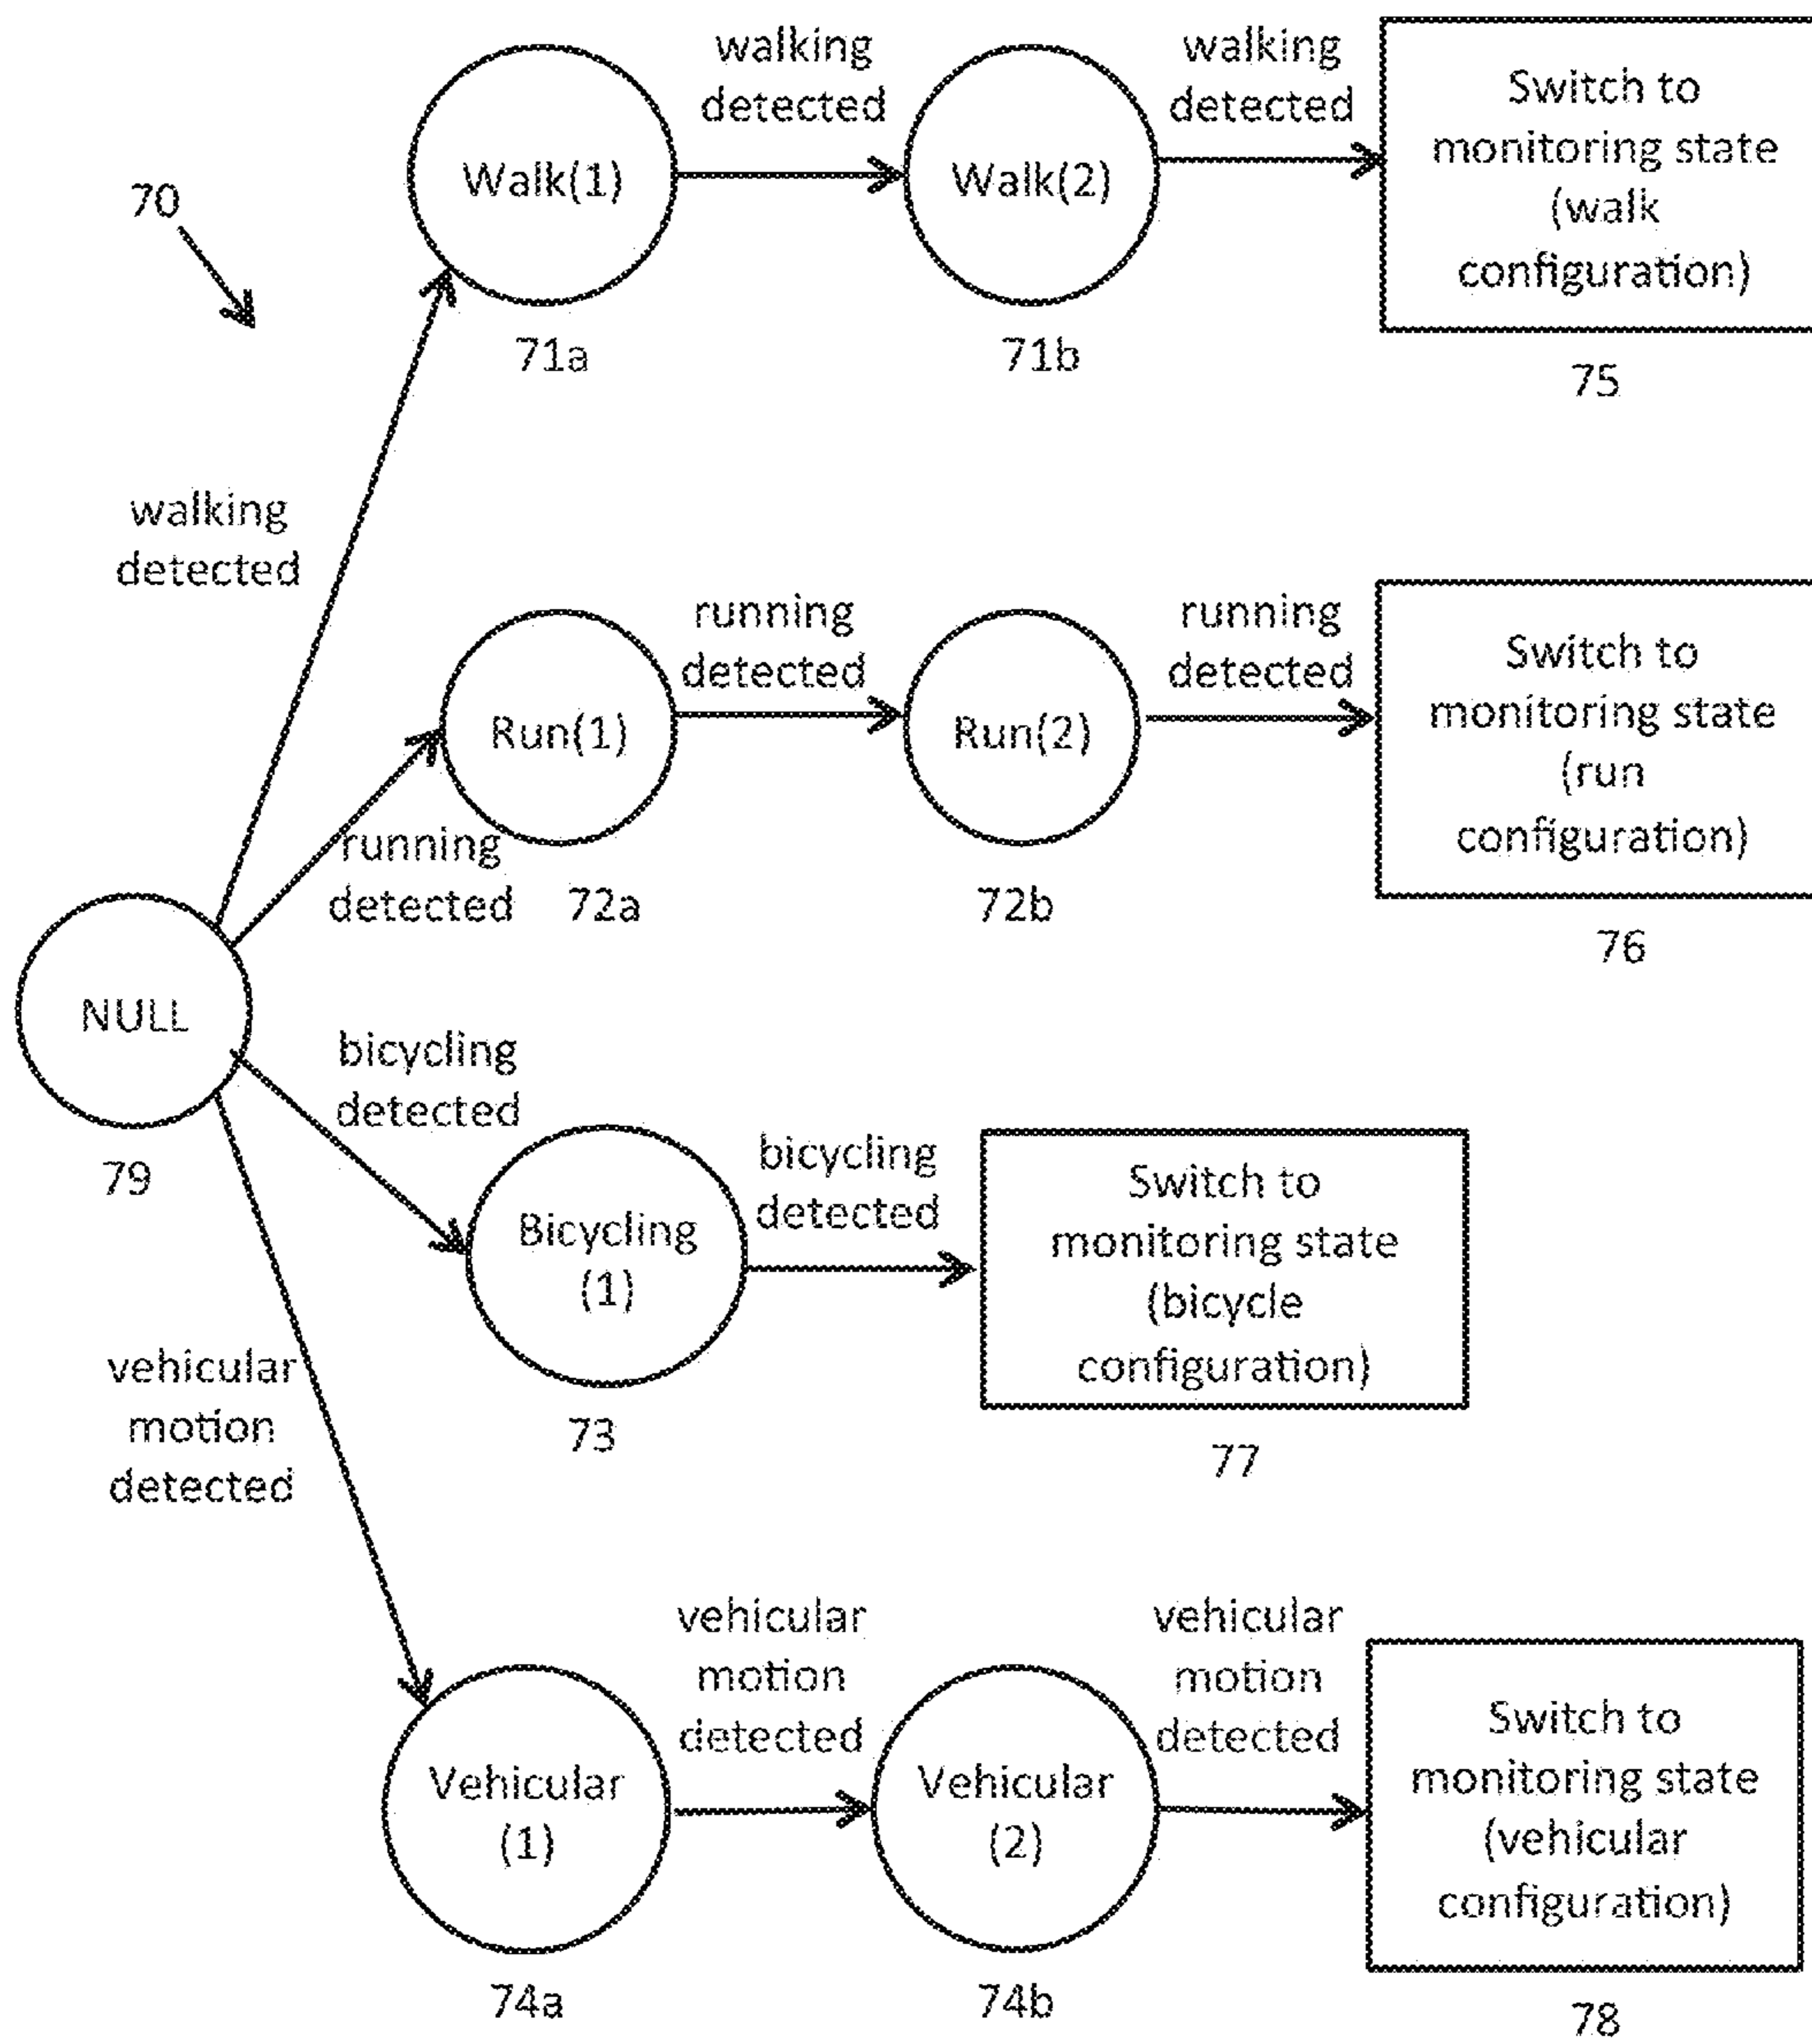 walking
detected
walking
detected
Switch to
monitoring state
(walk
configuration)
Walk(1)
Walk(2)
70
71a
71b
75
walking
detected
running
detected
running
detected
Switch to
monitoring state
(run
configuration)
Run(1)
Run(2)
running
detected
72a
72b
76
NULL
79
bicycling
detected
bicycling
detected
Switch to
monitoring state
(bicycle
configuration)
Bicycling
(1)
73
77
vehicular
motion
detected
vehicular
motion
detected
vehicular
motion
detected
Switch to
monitoring state
(vehicular
configuration)
Vehicular
(1)
Vehicular
(2)
74a
74b
78